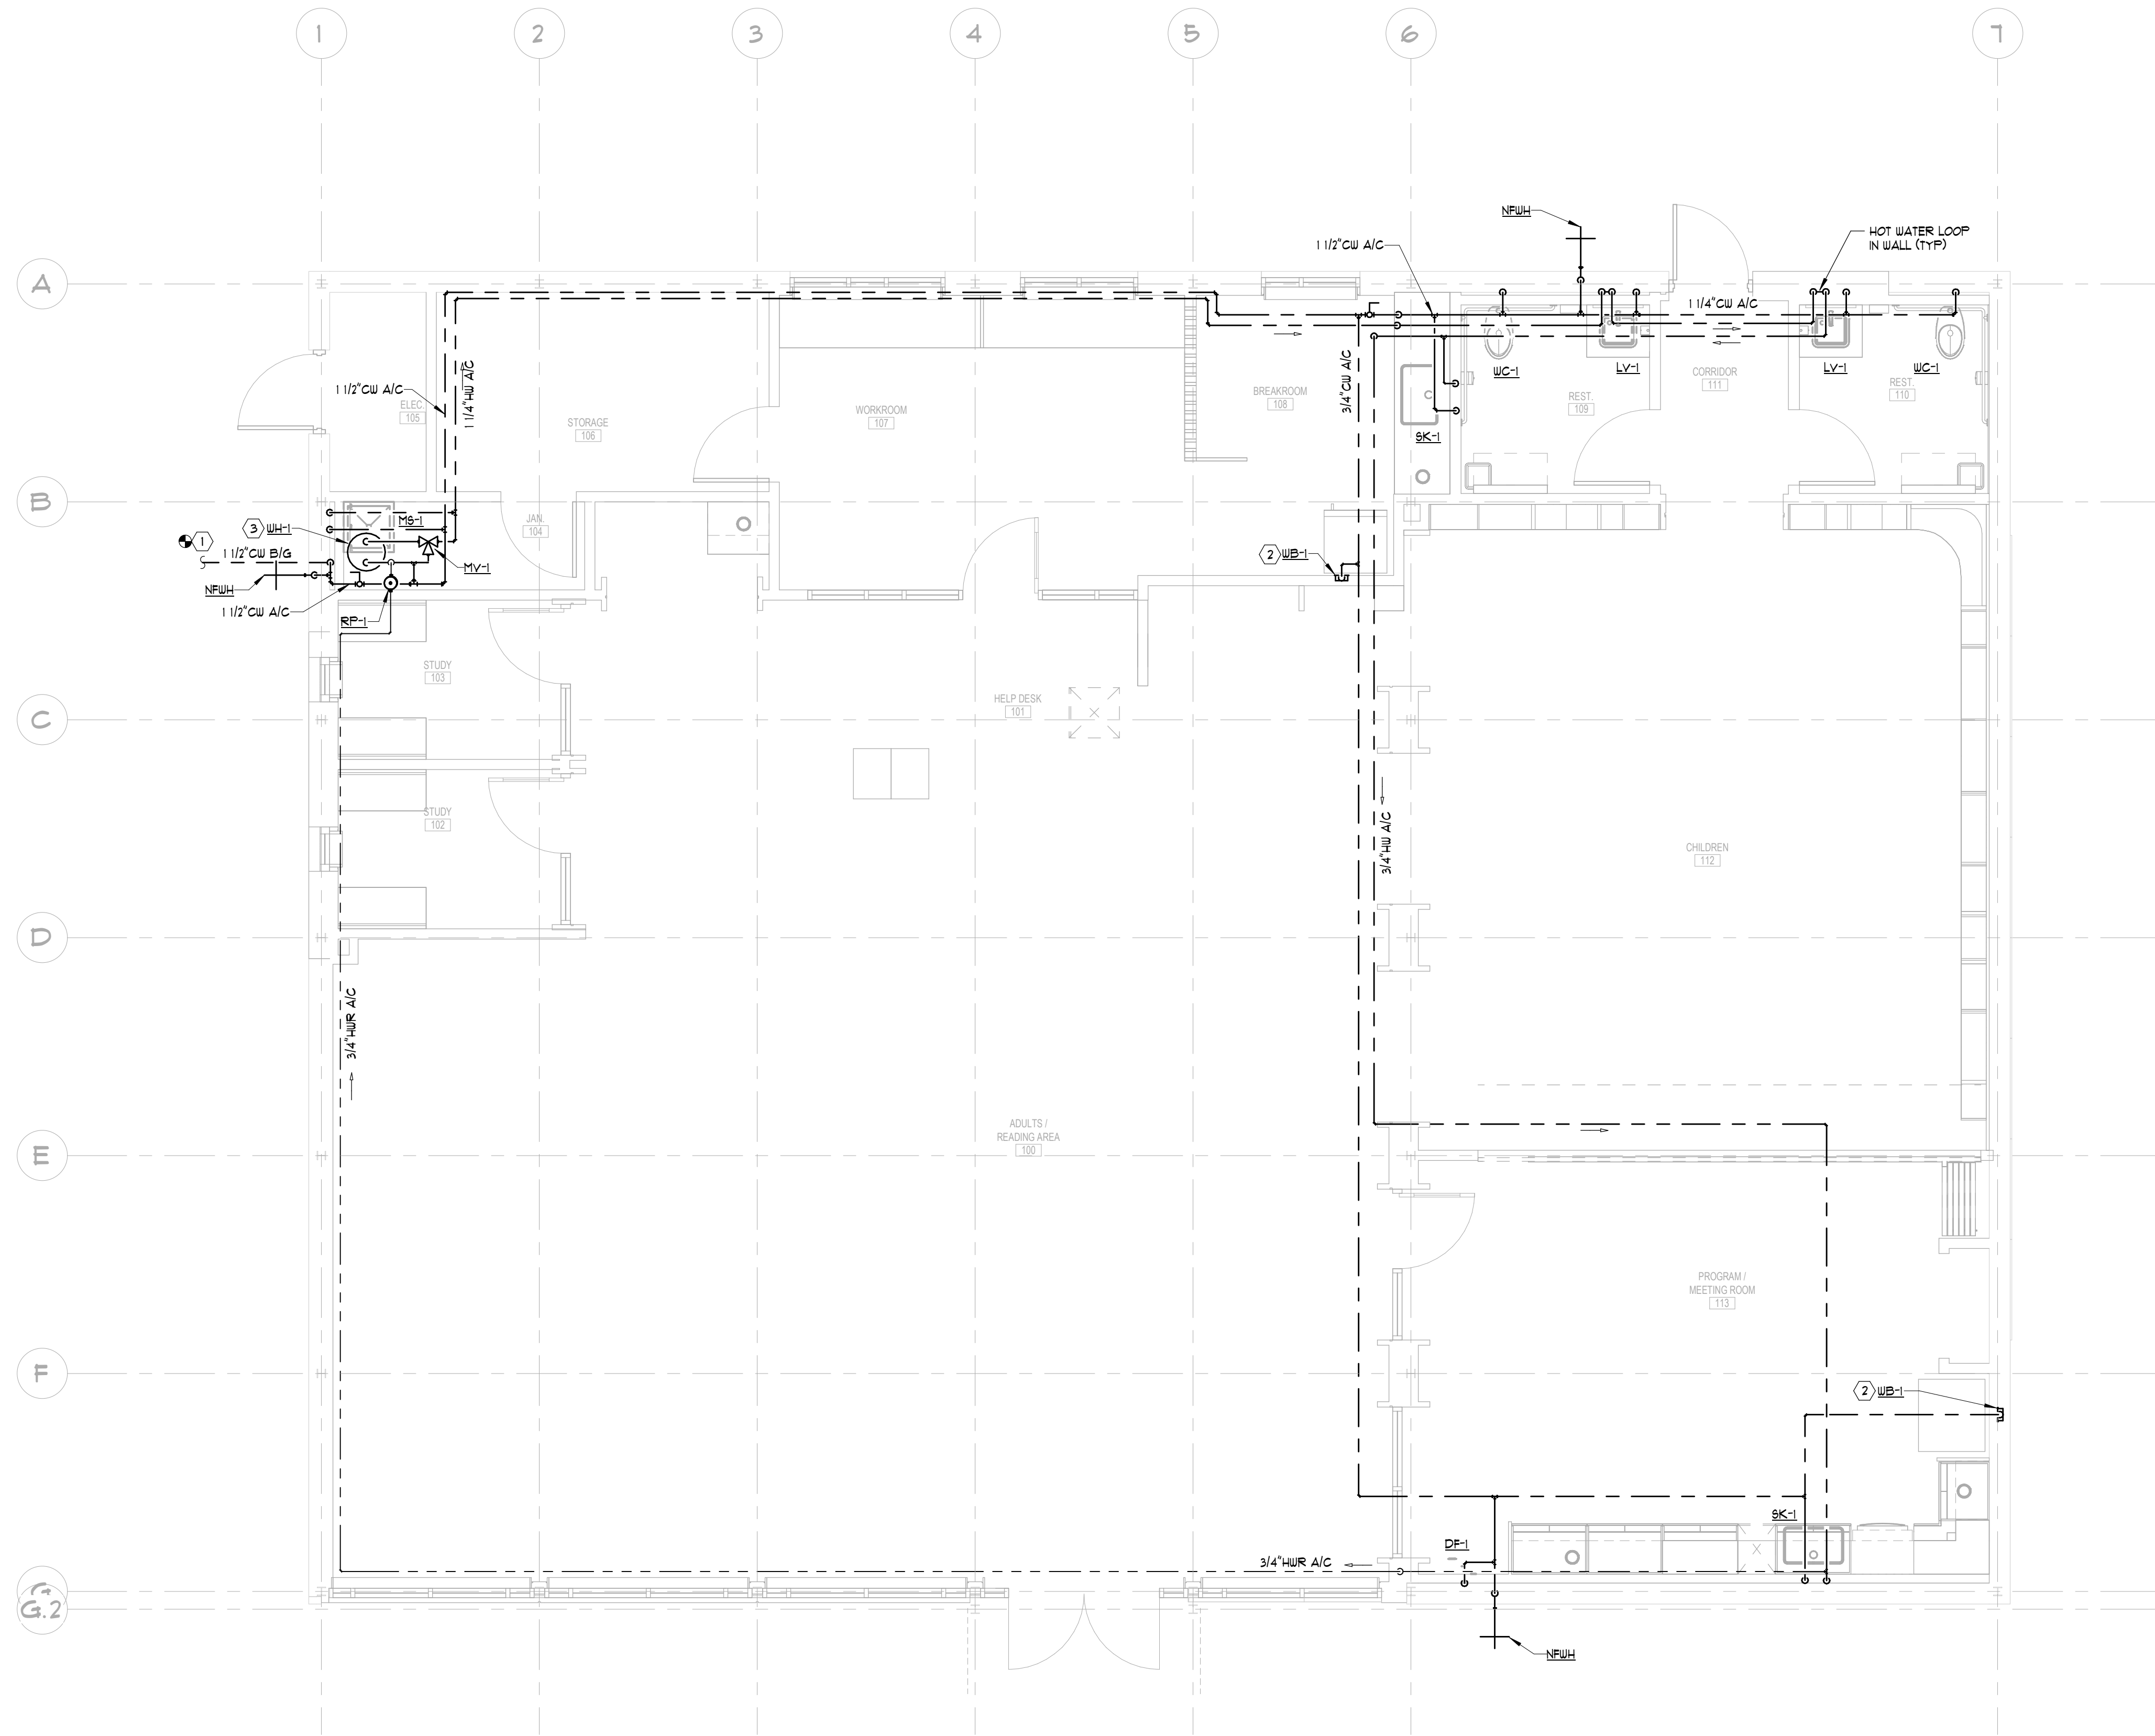 1
2
3
4
5
6
7
NFWH
1 1/2"CW A/C
HOT WATER LOOP
IN WALL (TYP)
A
1 1/4"CW A/C
1 1/2"CW A/C
1 1/4"HW A/C
3/4"CW A/C
ELEC.
105
STORAGE
106
WORKROOM
107
BREAKROOM
108
WC-1
LV-1
CORRIDOR
111
LV-1
WC-1
REST.
109
REST.
110
SK-1
B
MS-1
JAN.
104
3
WH-1
1
1 1/2"CW B/G
MV-1
2
WB-1
NFWH
1 1/2"CW A/C
RP-1
STUDY
103
C
HELP DESK
101
STUDY
102
3/4"HW A/C
CHILDREN
112
D
3/4"HWR A/C
ADULTS /
READING AREA
100
E
PROGRAM /
MEETING ROOM
113
F
2
WB-1
SK-1
DF-1
3/4"HWR A/C
G
G.2
NFWH